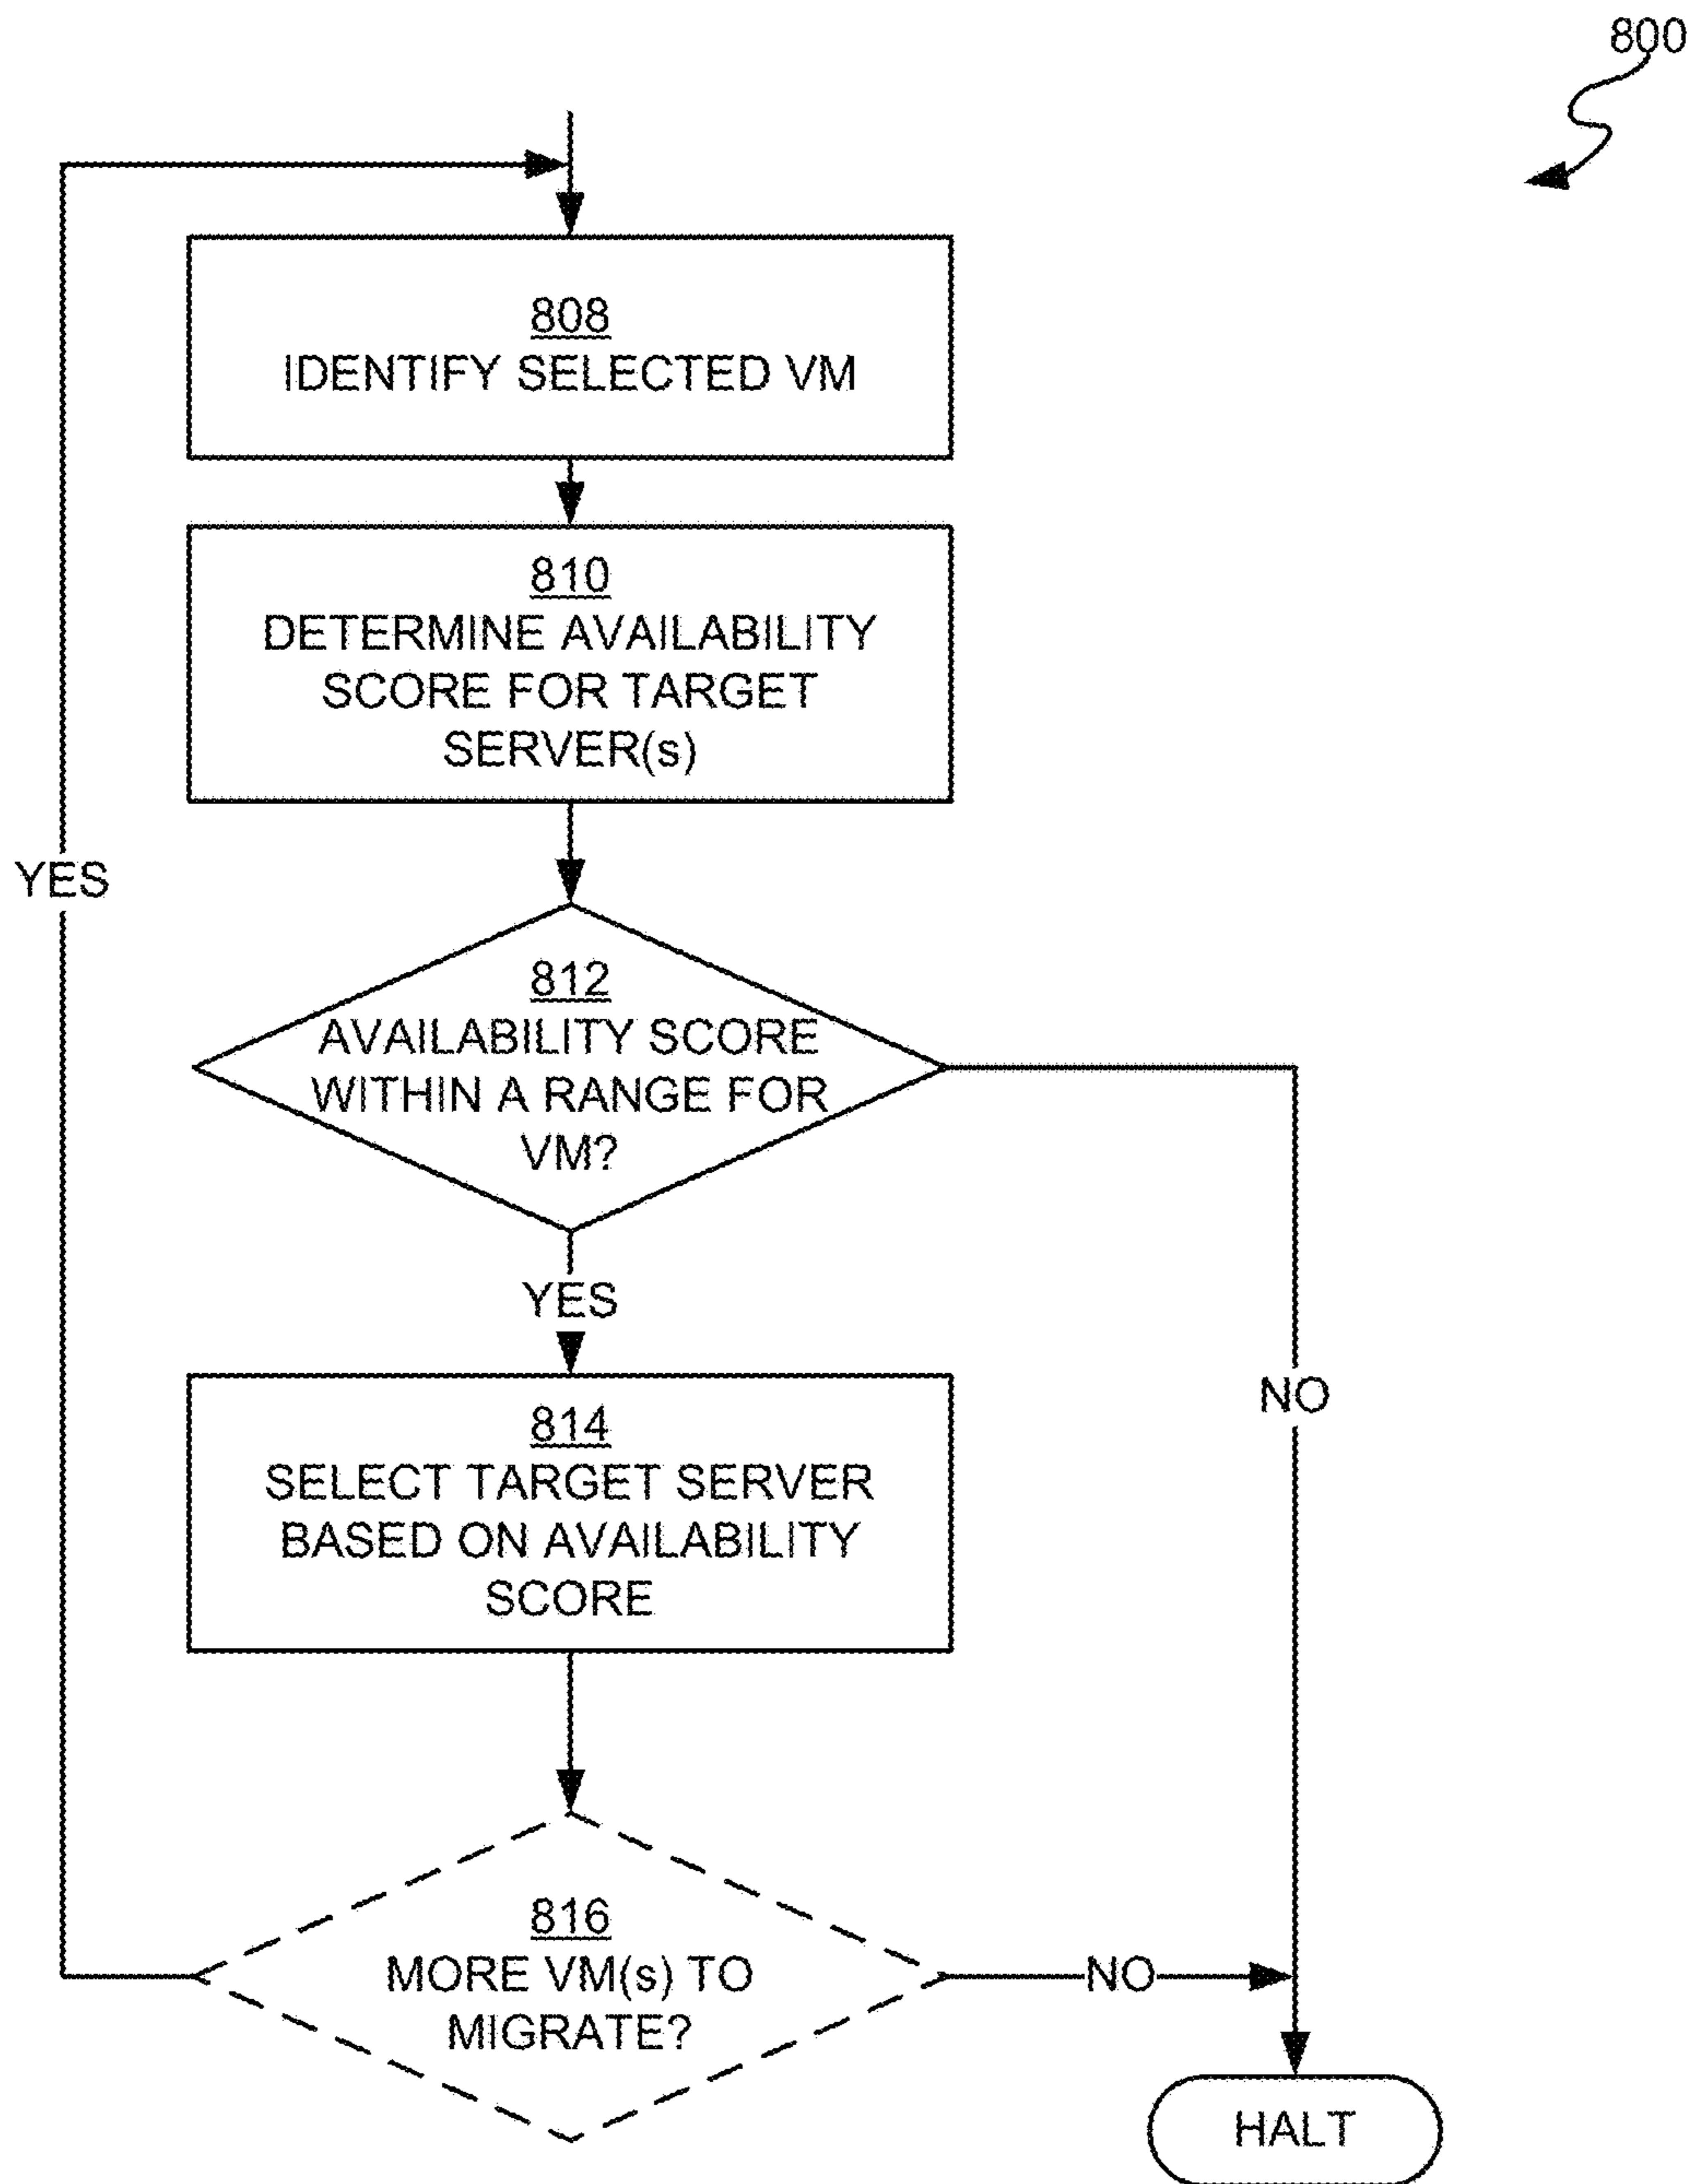 800
808
IDENTIFY SELECTED VM
810
DETERMINE AVAILABILITY
SCORE FOR TARGET
SERVER(s)
YES
812
AVAILABILITY SCORE
WITHIN A RANGE FOR
VM?
YES
NO
814
SELECT TARGET SERVER
BASED ON AVAILABILITY
SCORE
816
MORE VM(s) TO
MIGRATE?
NO
HALT